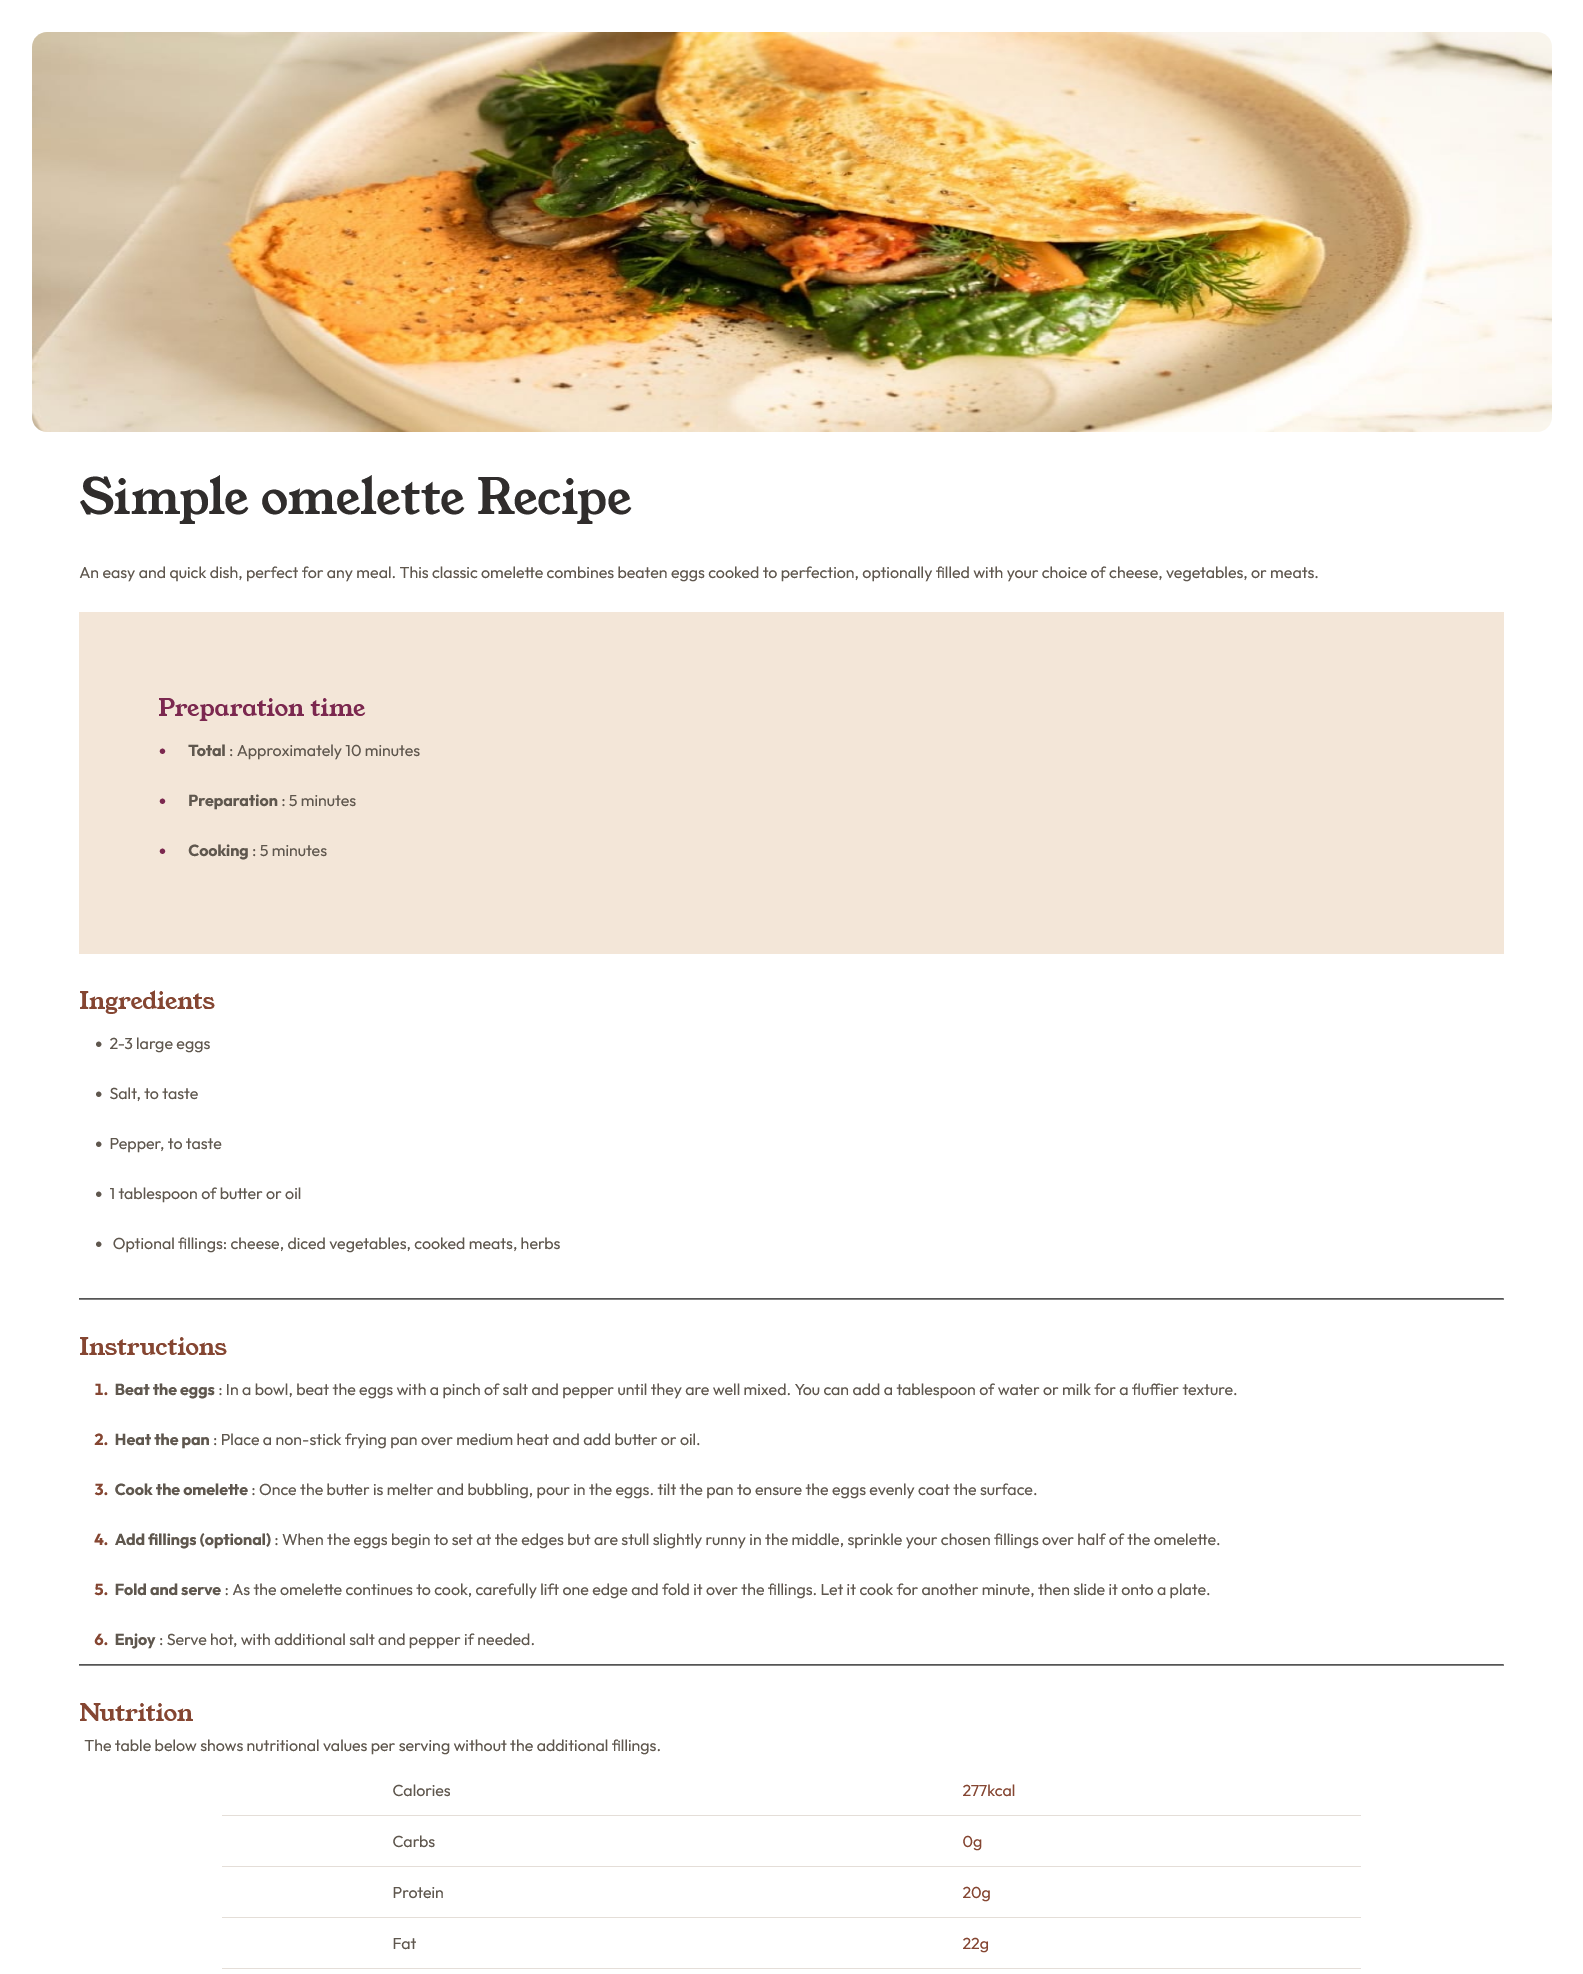 Simple omelette Recipe
An easy and quick dish, perfect for any meal. This classic omelette combines beaten eggs cooked to perfection, optionally filled with your choice of cheese, vegetables, or meats.
Preparation time
• Total : Approximately 10 minutes
• Preparation : 5 minutes
• Cooking : 5 minutes
Ingredients
• 2-3 large eggs
• Salt, to taste
• Pepper, to taste
• 1 tablespoon of butter or oil
• Optional fillings: cheese, diced vegetables, cooked meats, herbs
Instructions
1. Beat the eggs : In a bowl, beat the eggs with a pinch of salt and pepper until they are well mixed. You can add a tablespoon of water or milk for a fluffier texture.
2. Heat the pan : Place a non-stick frying pan over medium heat and add butter or oil.
3. Cook the omelette : Once the butter is melter and bubbling, pour in the eggs. tilt the pan to ensure the eggs evenly coat the surface.
4. Add fillings (optional) : When the eggs begin to set at the edges but are stull slightly runny in the middle, sprinkle your chosen fillings over half of the omelette.
5. Fold and serve : As the omelette continues to cook, carefully lift one edge and fold it over the fillings. Let it cook for another minute, then slide it onto a plate.
6. Enjoy : Serve hot, with additional salt and pepper if needed.
Nutrition
The table below shows nutritional values per serving without the additional fillings.
Calories 277kcal
Carbs 0g
Protein 20g
Fat 22g